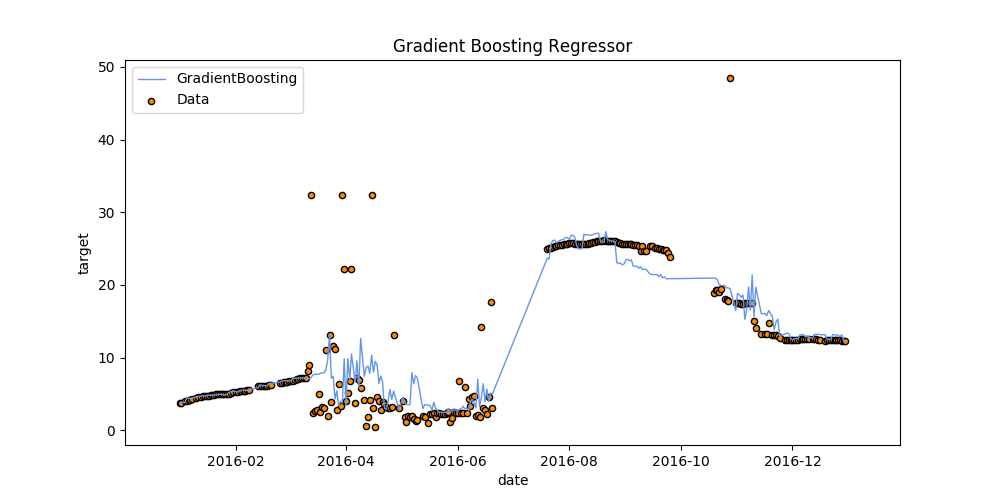 Gradient Boosting Regressor
GradientBoosting
Data
target
50
40
30
20
10
0
2016-02 2016-04 2016-06 2016-08 2016-10 2016-12
date